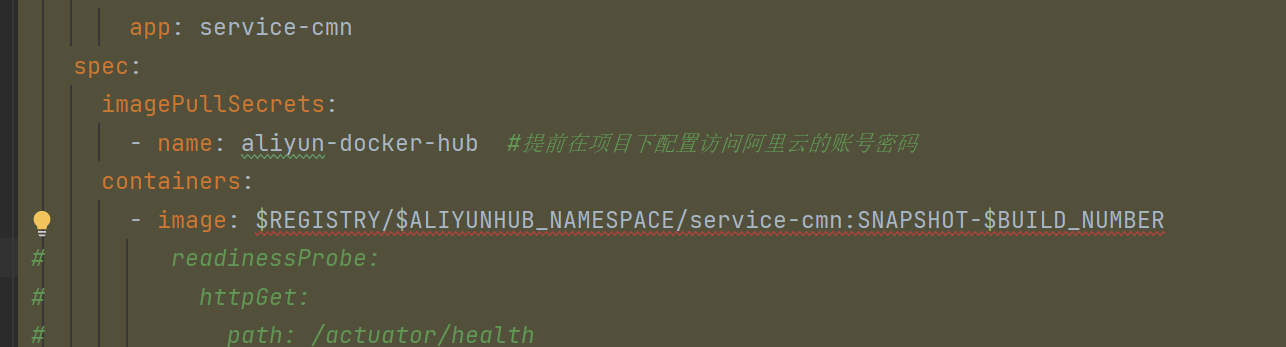 app: service-cmn
spec:
imagePullSecrets:
- name: aliyun-docker-hub  #提前在项目下配置访问阿里云的账号密码
containers:
- image: $REGISTRY/$ALIYUNHUB_NAMESPACE/service-cmn:SNAPSHOT-$BUILD_NUMBER
#         readinessProbe:
#           httpGet:
#             path: /actuator/health